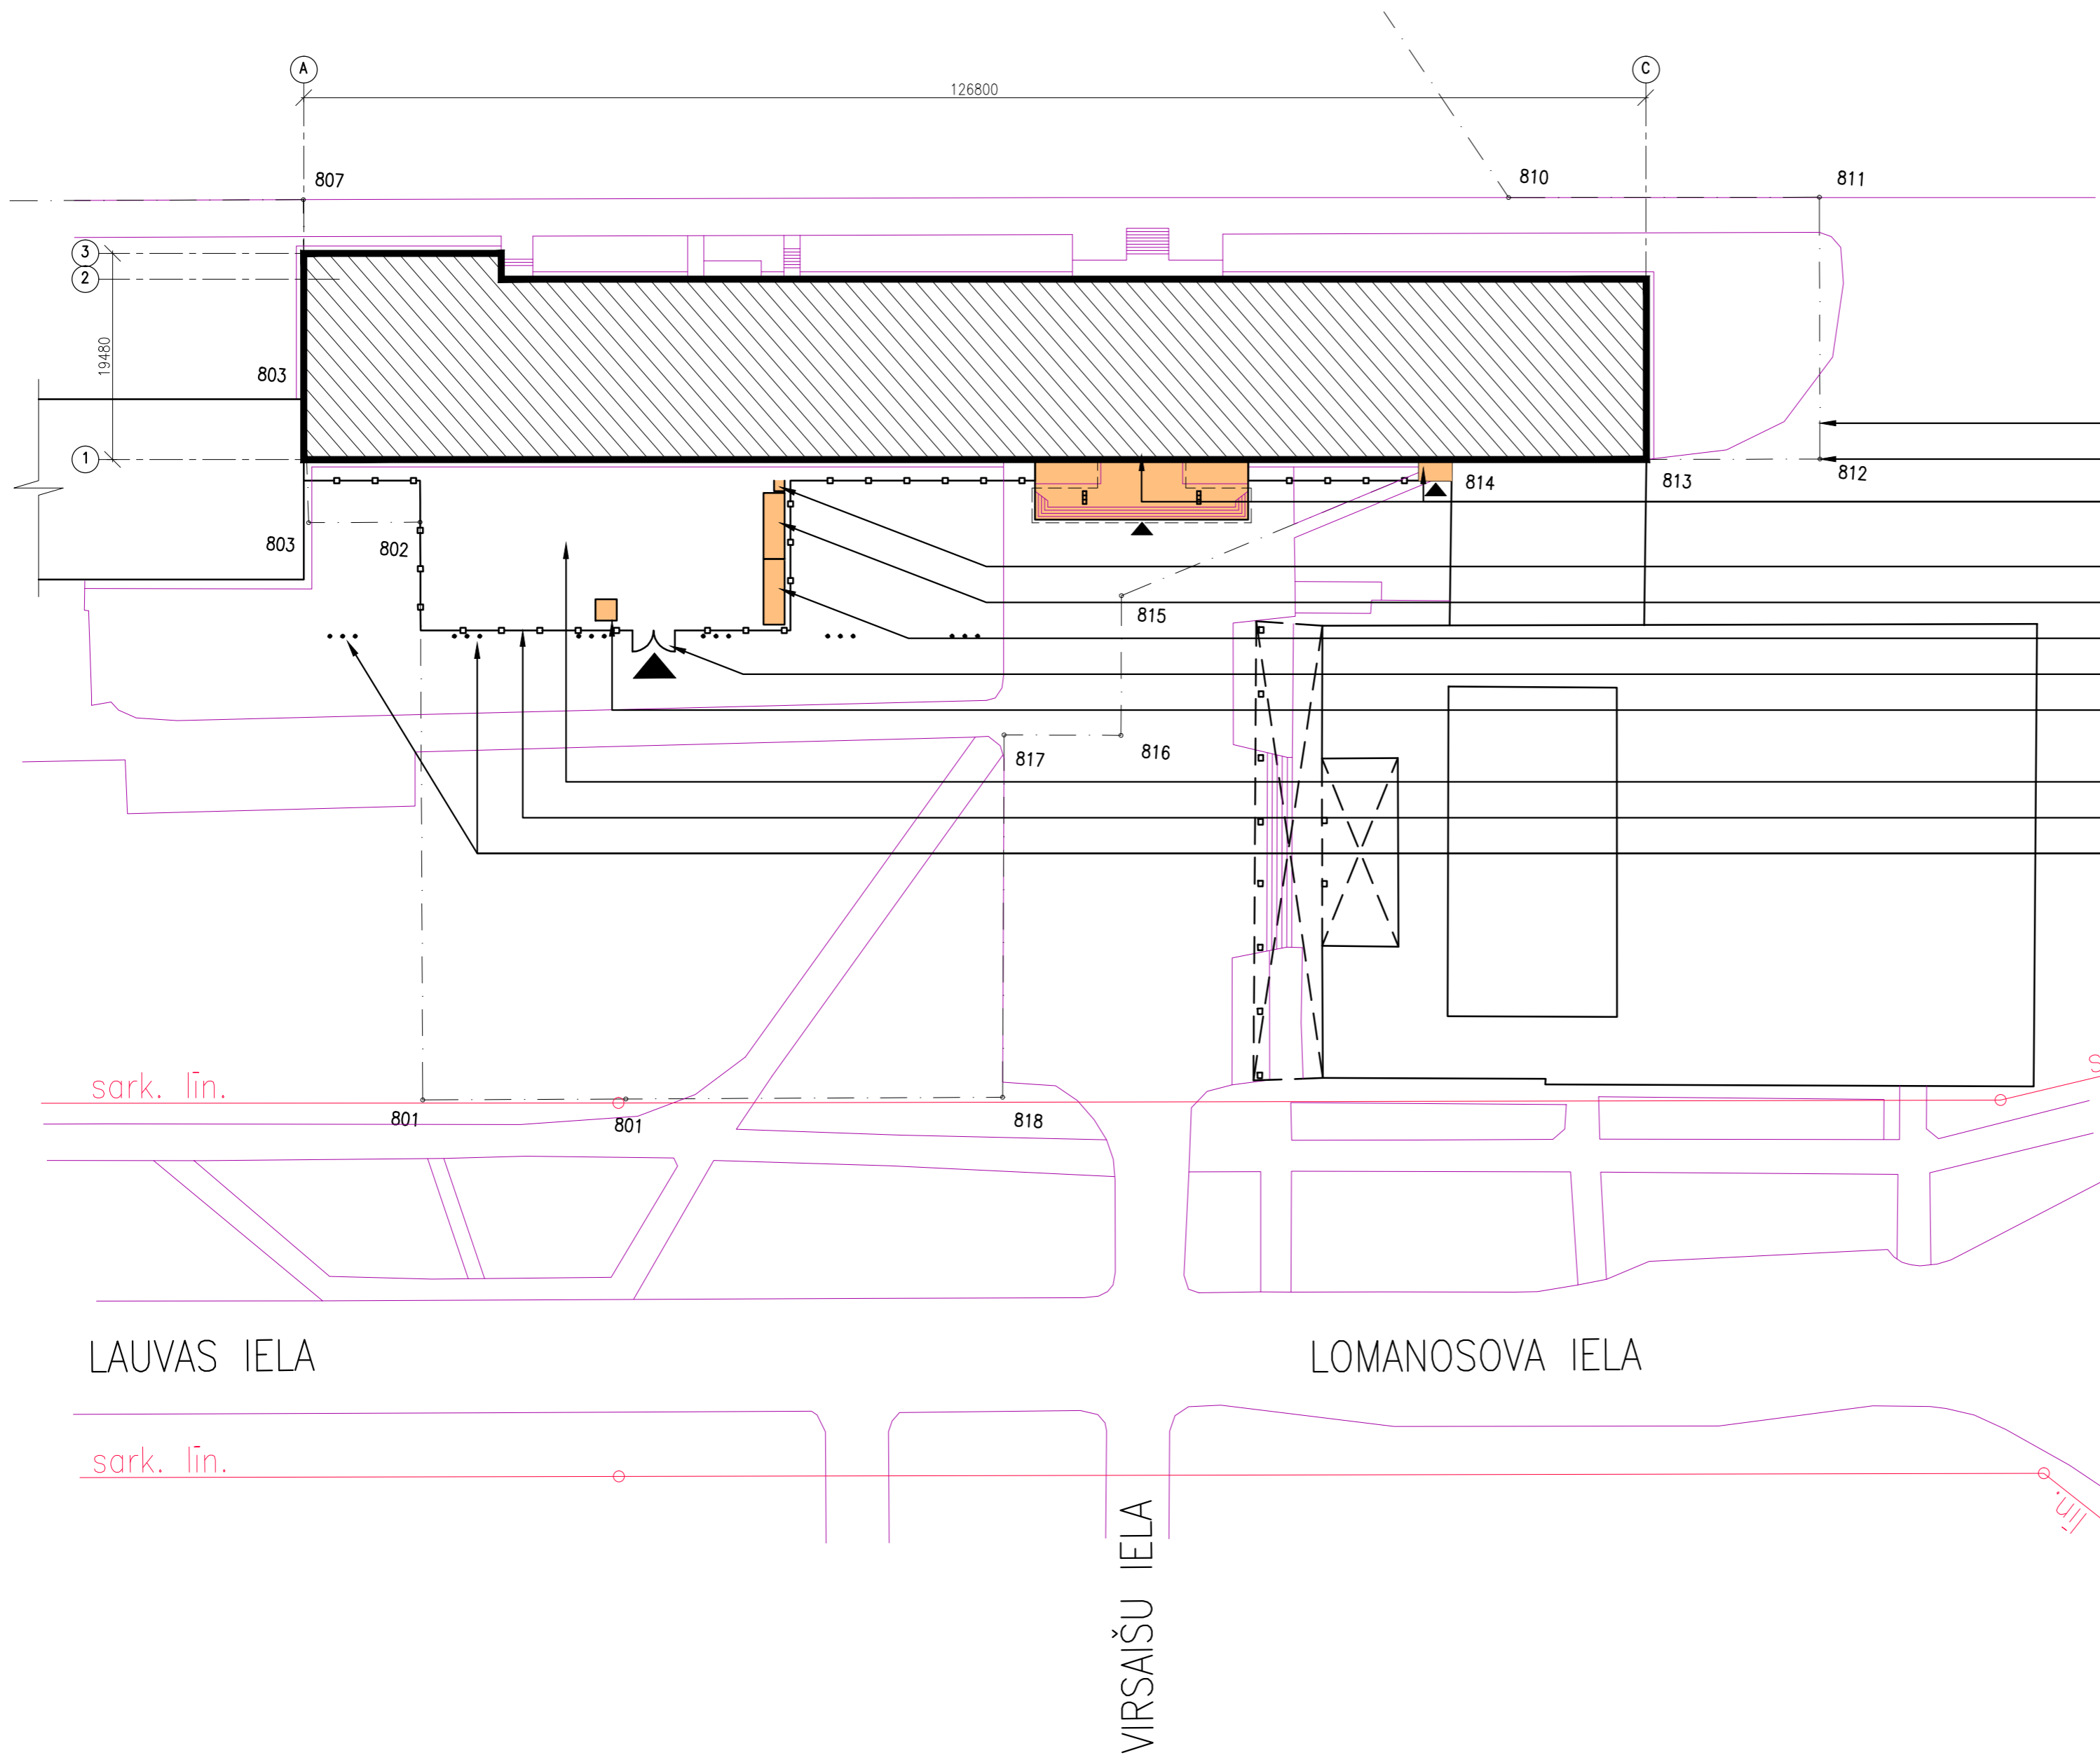 A
C
126800
807
810
811
3
2
19480
803
1
812
814
813
803
802
815
817
816
sark. līn.
s
801
801
818
LAUVAS IELA
LOMANOSOVA IELA
sark. līn.
līn.
VIRSAIŠU IELA